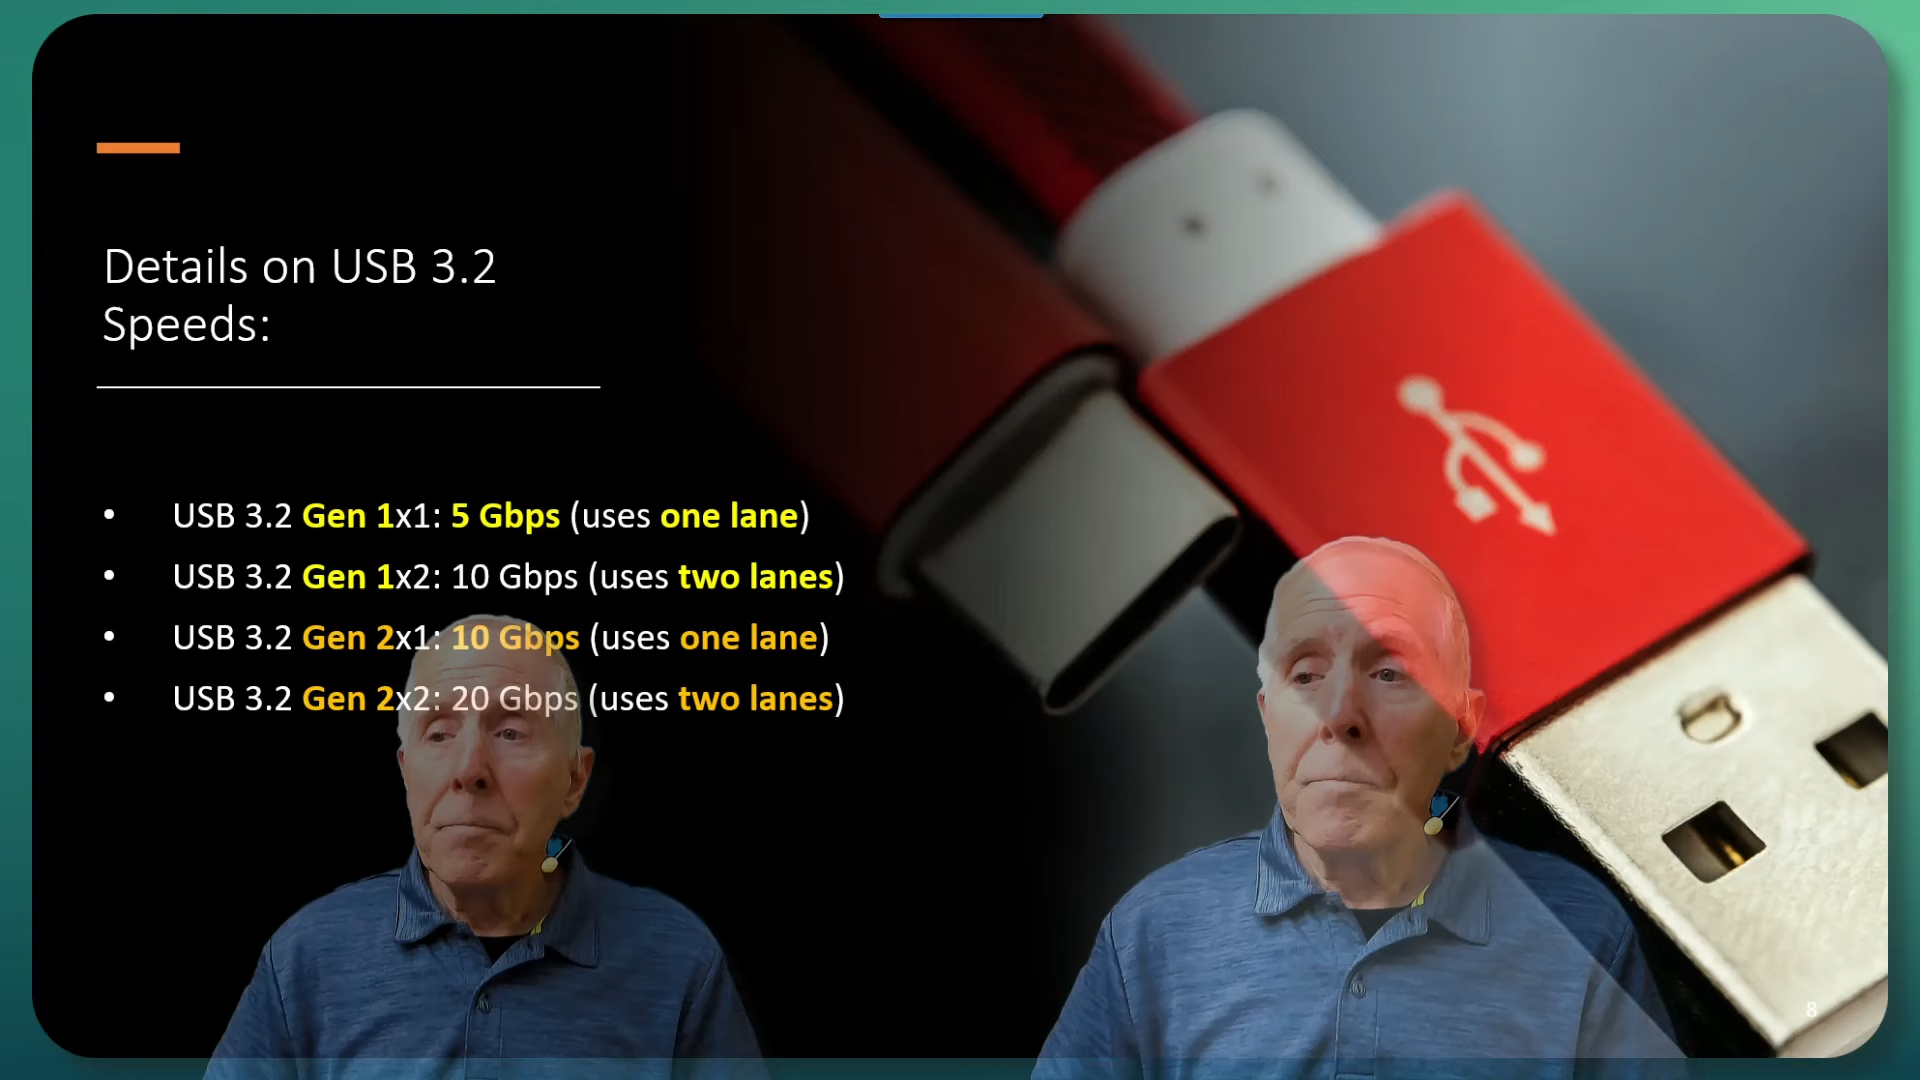 Details on USB 3.2
Speeds:
• USB 3.2 Gen 1x1: 5 Gbps (uses one lane)
• USB 3.2 Gen 1x2: 10 Gbps (uses two lanes)
• USB 3.2 Gen 2x1: 10 Gbps (uses one lane)
• USB 3.2 Gen 2x2: 20 Gbps (uses two lanes)
8